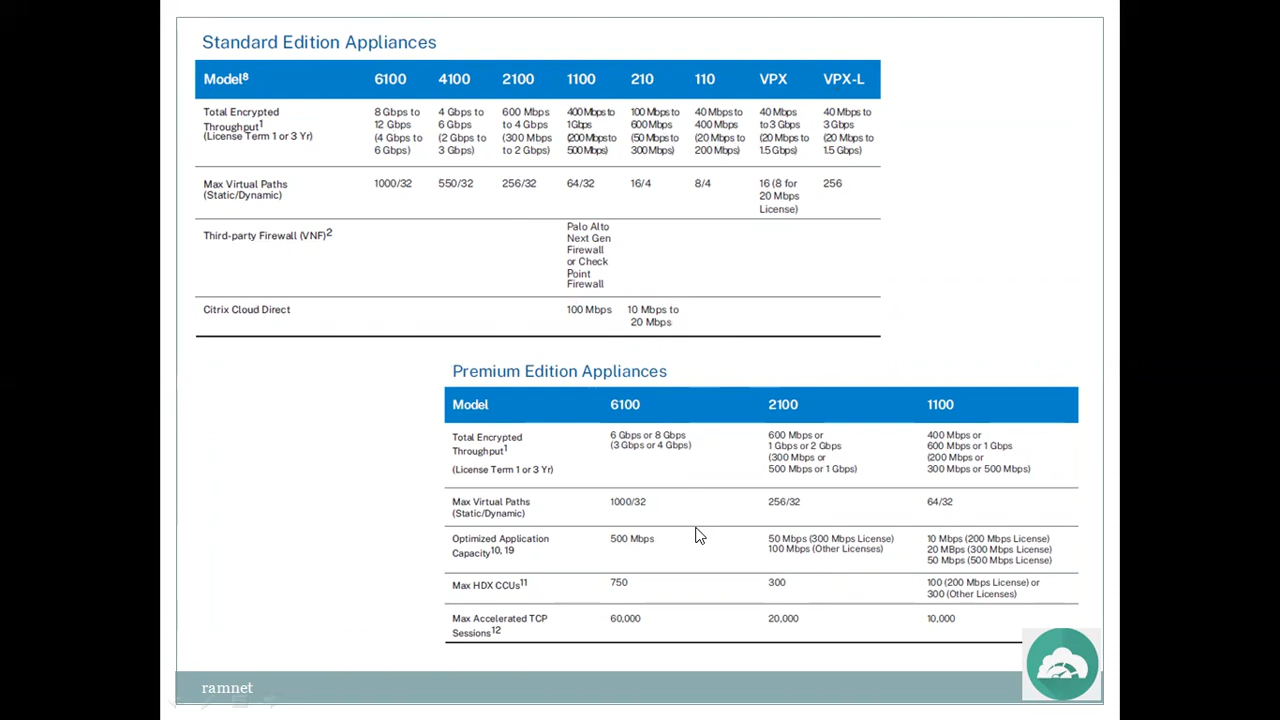 Standard Edition Appliances
Model8 6100 4100 2100 1100 210 110 VPX VPX-L
Total Encrypted 8 Gbps to 4 Gbps to 600 Mbps 400 Mbps to 100 Mbps to 40 Mbps to 40 Mbps 40 Mbps to
Throughput1 12 Gbps 6 Gbps to 4 Gbps 1 Gbps 600 Mbps 400 Mbps to 3 Gbps 3 Gbps
(License Term 1 or 3 Yr) (4 Gbps to (2 Gbps to (300 Mbps (200 Mbps to (50 Mbps to (20 Mbps to (20 Mbps to (20 Mbps to
6 Gbps) 3 Gbps) to 2 Gbps) 500 Mbps) 300 Mbps) 200 Mbps) 1.5 Gbps) 1.5 Gbps)
Max Virtual Paths 1000/32 550/32 256/32 64/32 16/4 8/4 16 (8 for 256
(Static/Dynamic) 20 Mbps
License)
Third-party Firewall (VNF)2 Palo Alto
Next Gen
Firewall
or Check
Point
Firewall
Citrix Cloud Direct 100 Mbps 10 Mbps to
20 Mbps
Premium Edition Appliances
Model 6100 2100 1100
Total Encrypted 6 Gbps or 8 Gbps 600 Mbps or 400 Mbps or
Throughput1 (3 Gbps or 4 Gbps) 1 Gbps or 2 Gbps 600 Mbps or 1 Gbps
(300 Mbps or (200 Mbps or
(License Term 1 or 3 Yr) 500 Mbps or 1 Gbps) 300 Mbps or 500 Mbps)
Max Virtual Paths 1000/32 256/32 64/32
(Static/Dynamic)
Optimized Application 500 Mbps 50 Mbps (300 Mbps License) 10 Mbps (200 Mbps License)
Capacity10, 19 100 Mbps (Other Licenses) 20 MBps (300 Mbps License)
50 Mbps (500 Mbps License)
Max HDX CCUs11 750 300 100 (200 Mbps License) or
300 (Other Licenses)
Max Accelerated TCP 60,000 20,000 10,000
Sessions12
ramnet